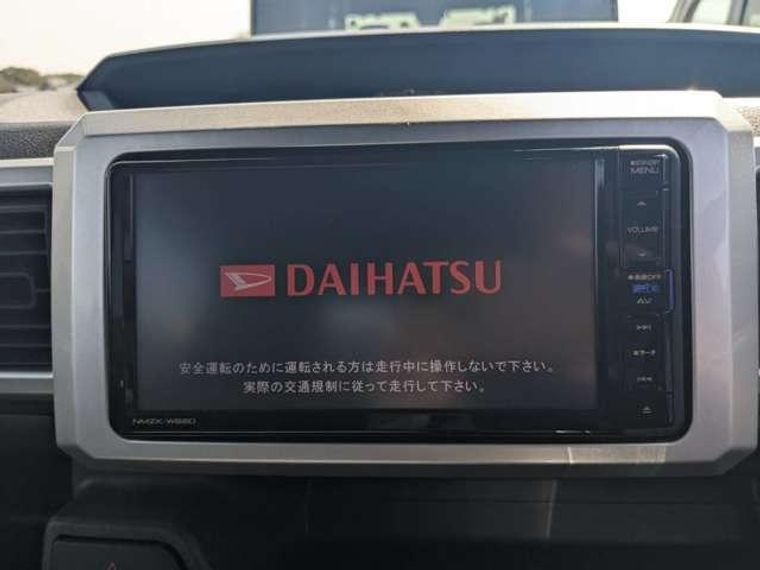 STANDBY
MENU
VOLUME
DAIHATSU
AV
安全運転のために運転される方は走行中に操作しないで下さい。
実際の交通規制に従って走行して下さい。